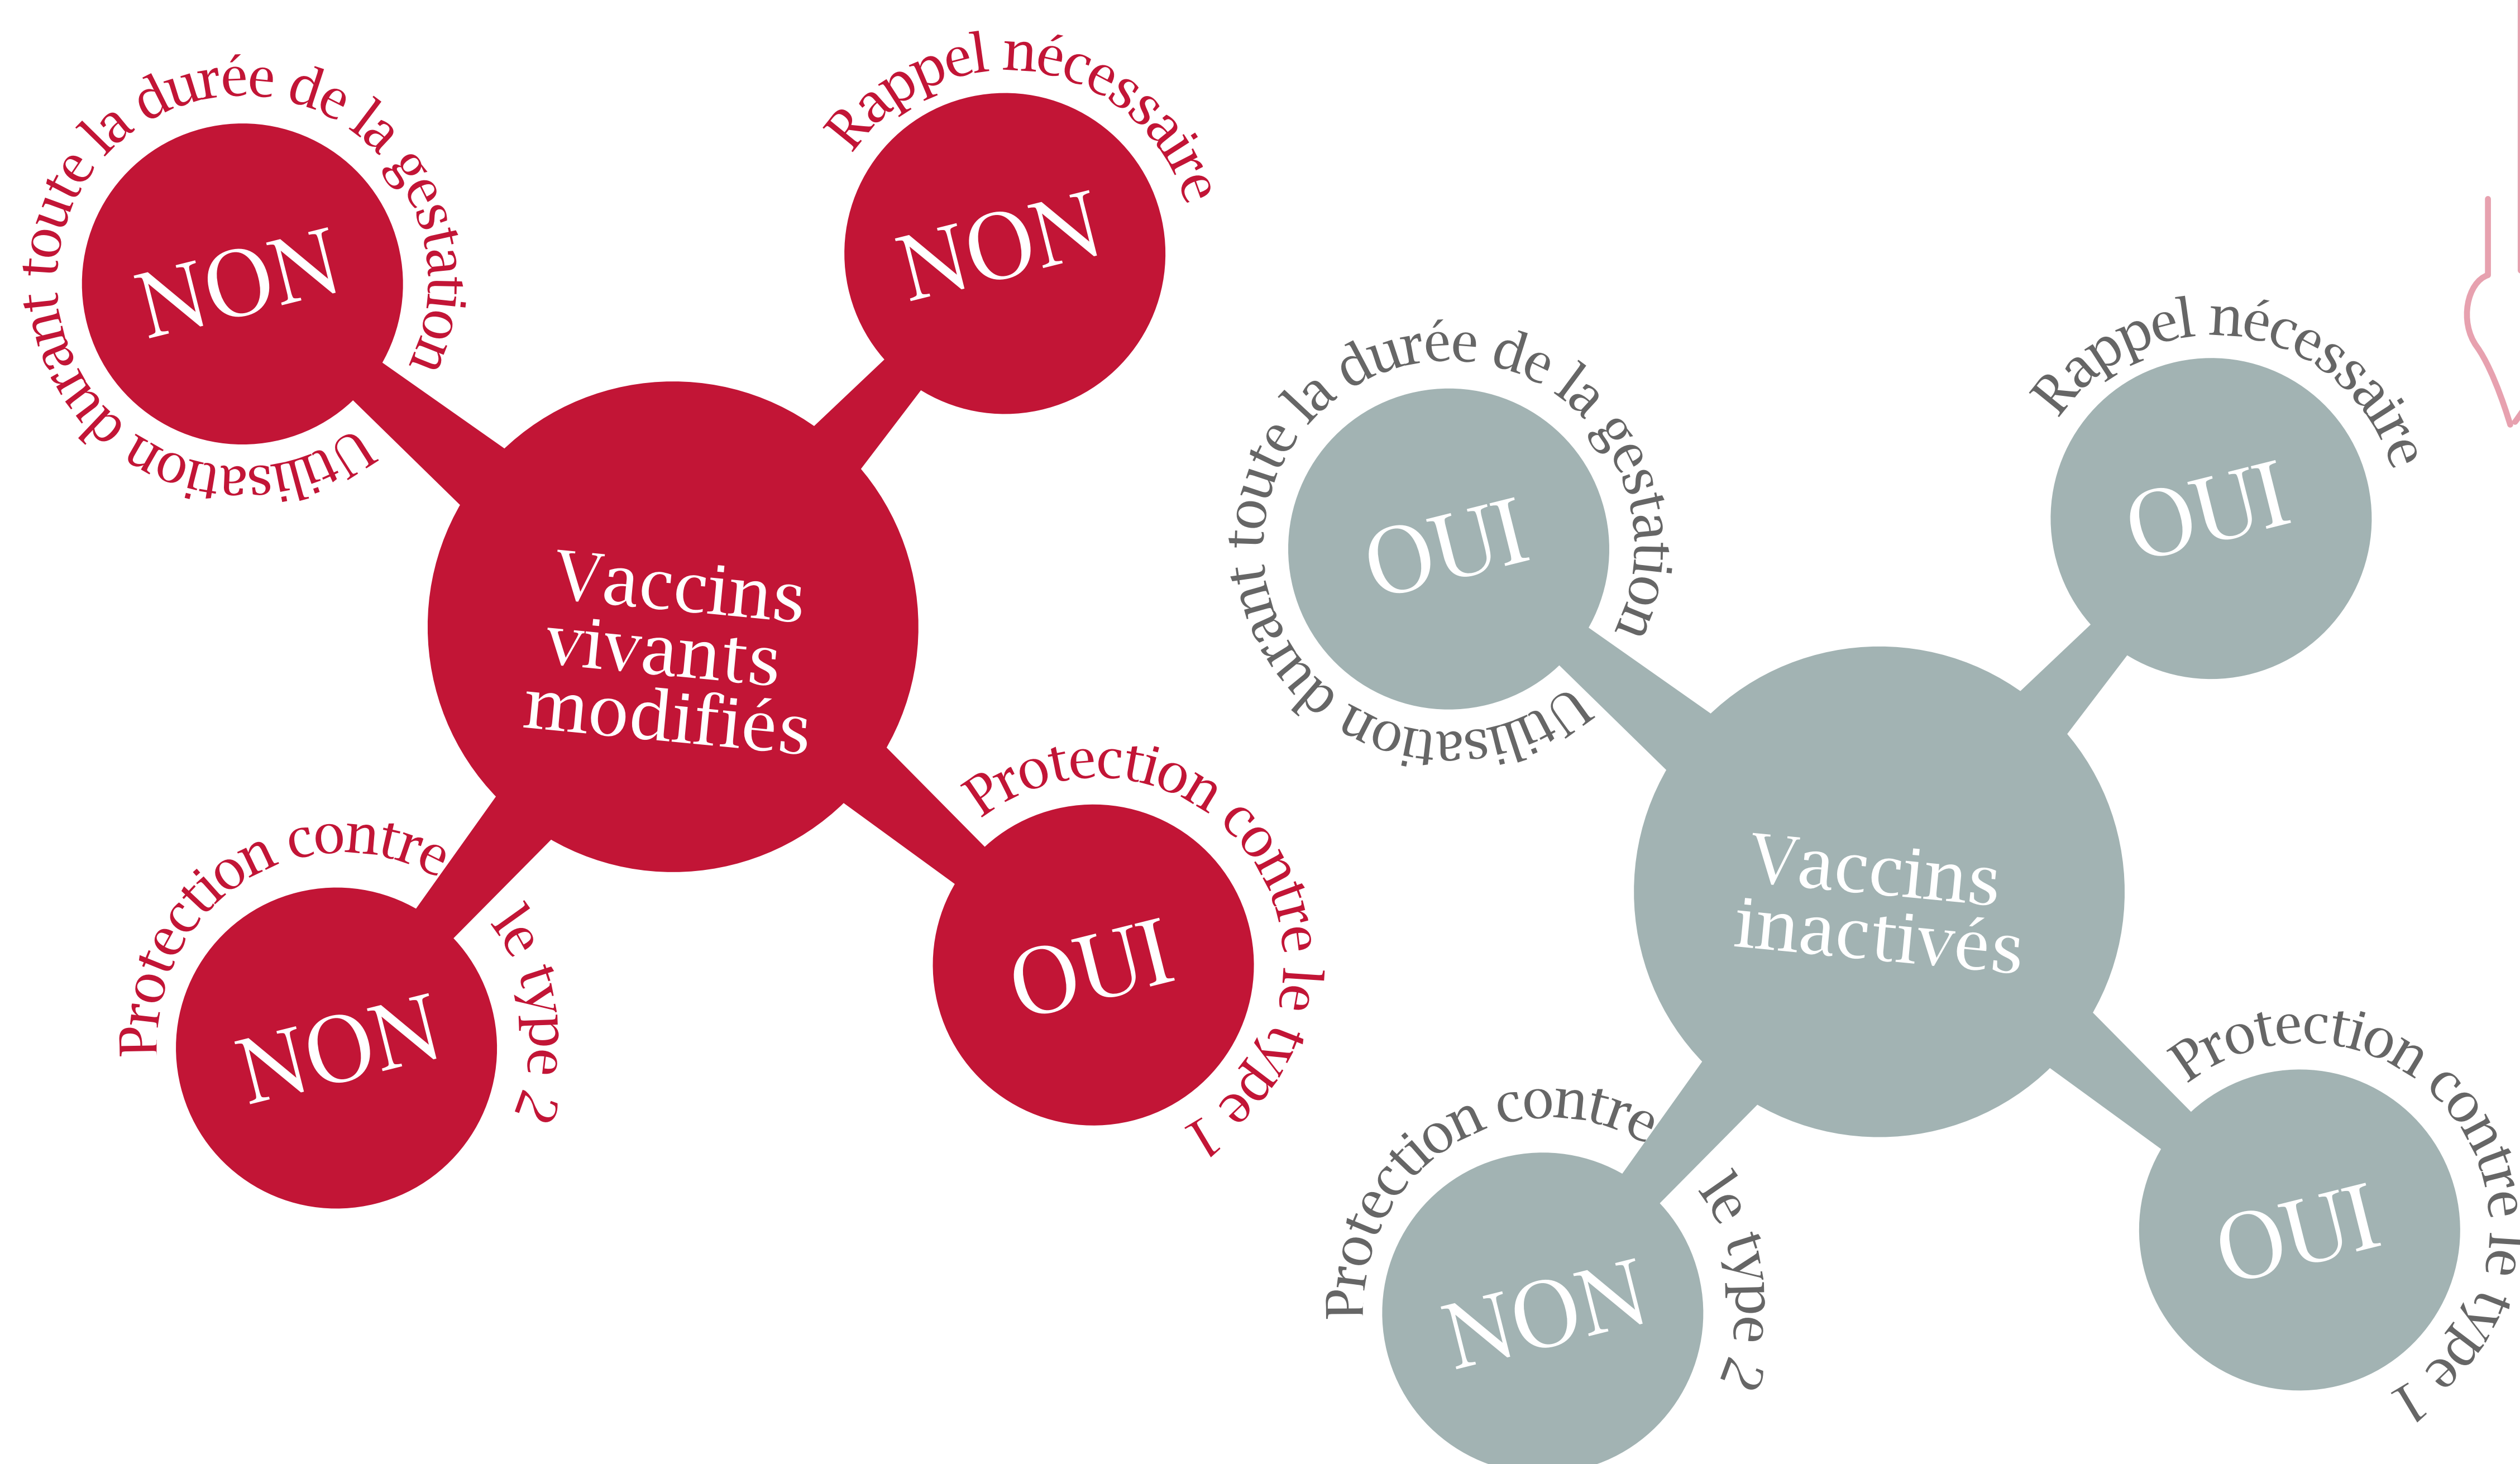 Utilisation durant toute la durée de la gestation
NON
Rappel nécessaire
NON
Vaccins
vivants
modifiés
Protection contre le type 2
NON
Protection contre le type 1
OUI
Utilisation durant toute la durée de la gestation
OUI
Rappel nécessaire
OUI
Vaccins
inactivés
Protection contre le type 2
NON
Protection contre le type 1
OUI